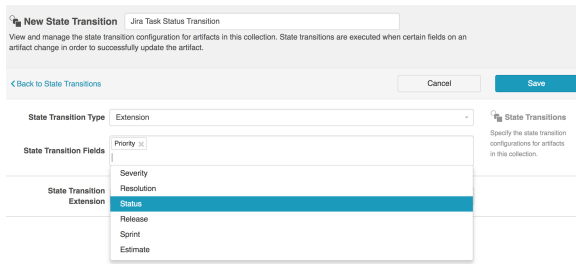 New State Transition
Jira Task Status Transition
View and manage the state transition configuration for artifacts in this collection. State transitions are executed when certain fields on an
artifact change in order to successfully update the artifact.
Back to State Transitions
Cancel
Save
State Transition Type
Extension
State Transitions
Specify the state transition
configurations for artifacts
in this collection.
State Transition Fields
Priority
State Transition
Extension
Severity
Resolution
Status
Release
Sprint
Estimate